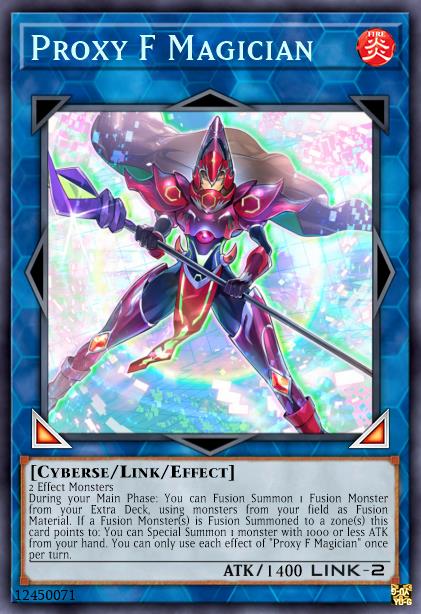 PROXY F MAGICIAN
FIRE
炎
[CYBERSE/LINK/EFFECT]
2 Effect Monsters
During your Main Phase: You can Fusion Summon 1 Fusion Monster
from your Extra Deck, using monsters from your field as Fusion
Material. If a Fusion Monster(s) is Fusion Summoned to a zone(s) this
card points to: You can Special Summon 1 monster with 1000 or less ATK
from your hand. You can only use each effect of "Proxy F Magician" once
per turn.
ATK/1400 LINK-2
12450071